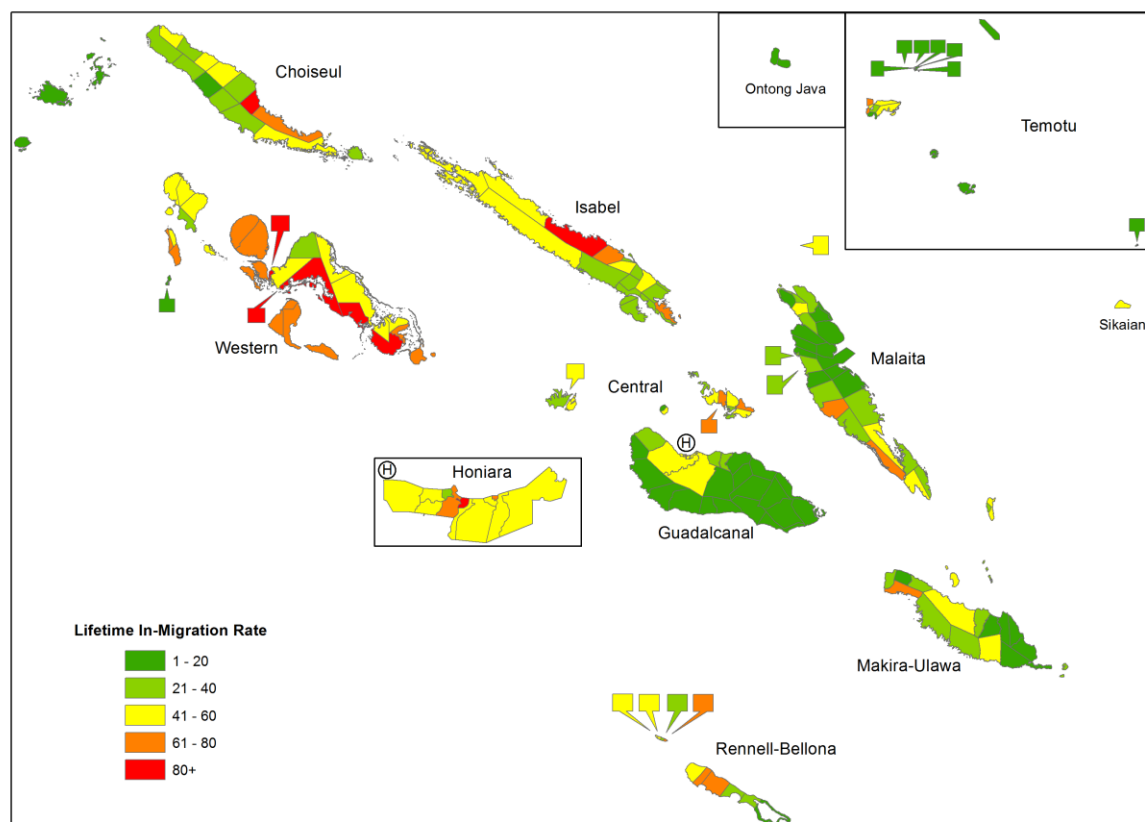 Choiseul
Ontong Java
Temotu
Isabel
Sikaian
Western
Malaita
Central
H
H
Honiara
Guadalcanal
Lifetime In-Migration Rate
1 - 20
21 - 40
41 - 60
61 - 80
80+
Makira-Ulawa
Rennell-Bellona